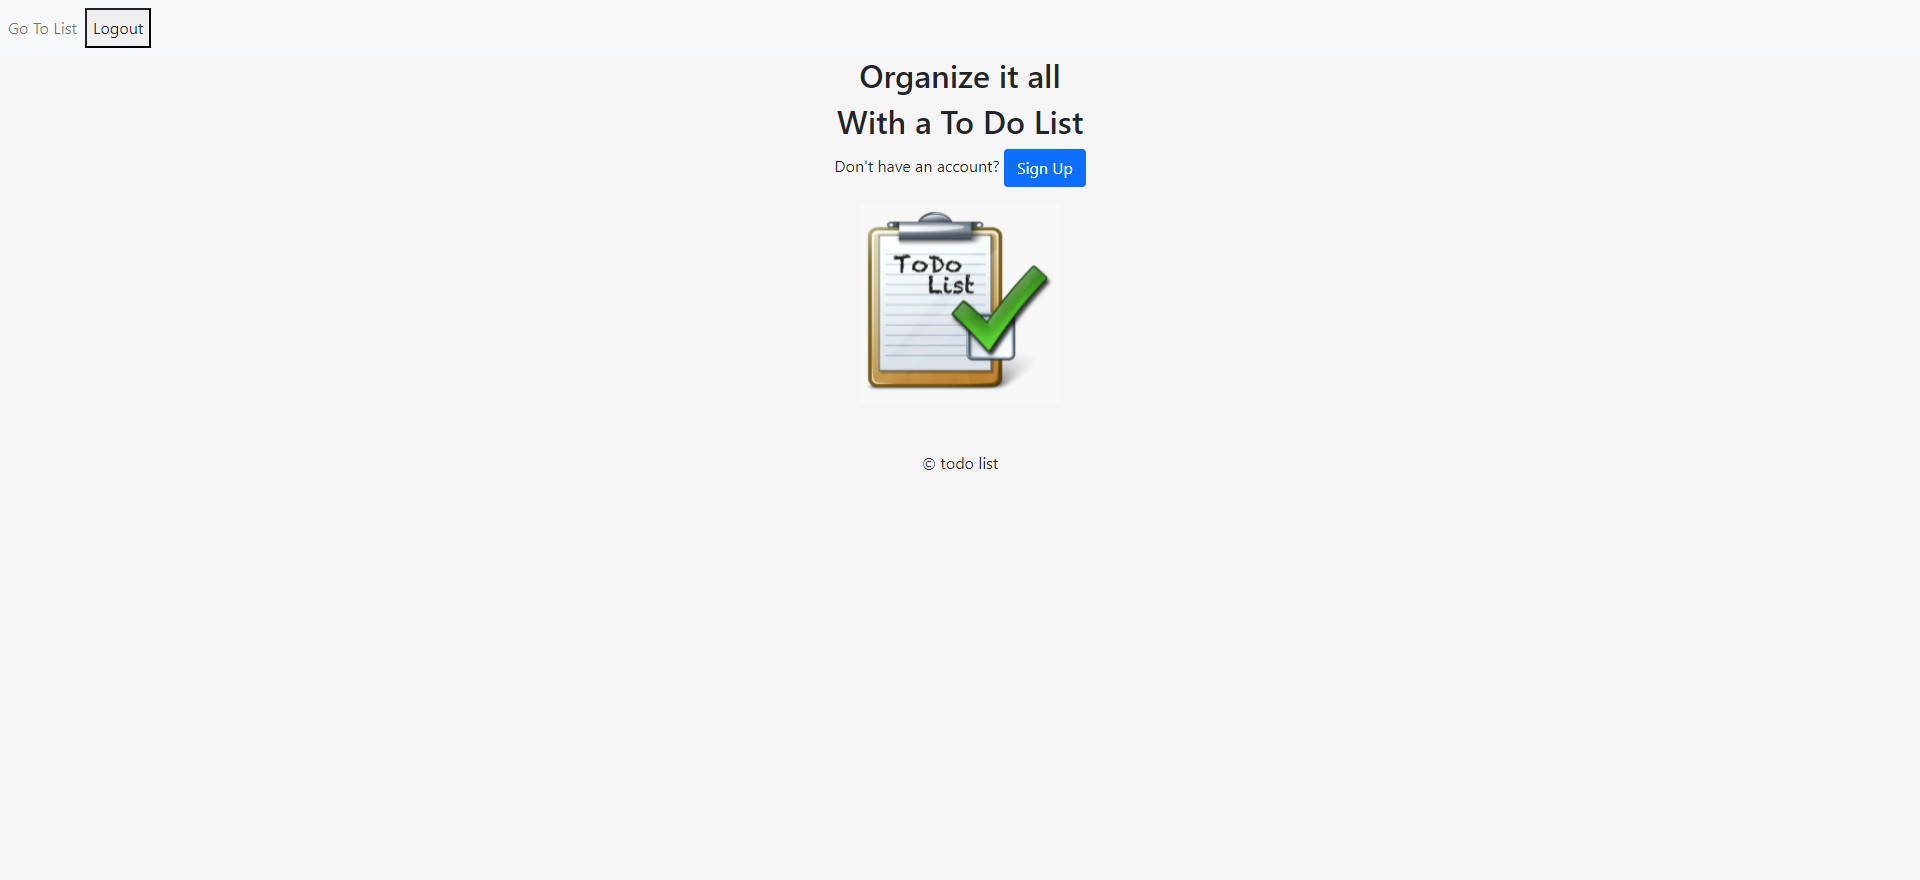 Go To List Logout
Organize it all
With a To Do List
Don't have an account? Sign Up
ToDo
List
© todo list